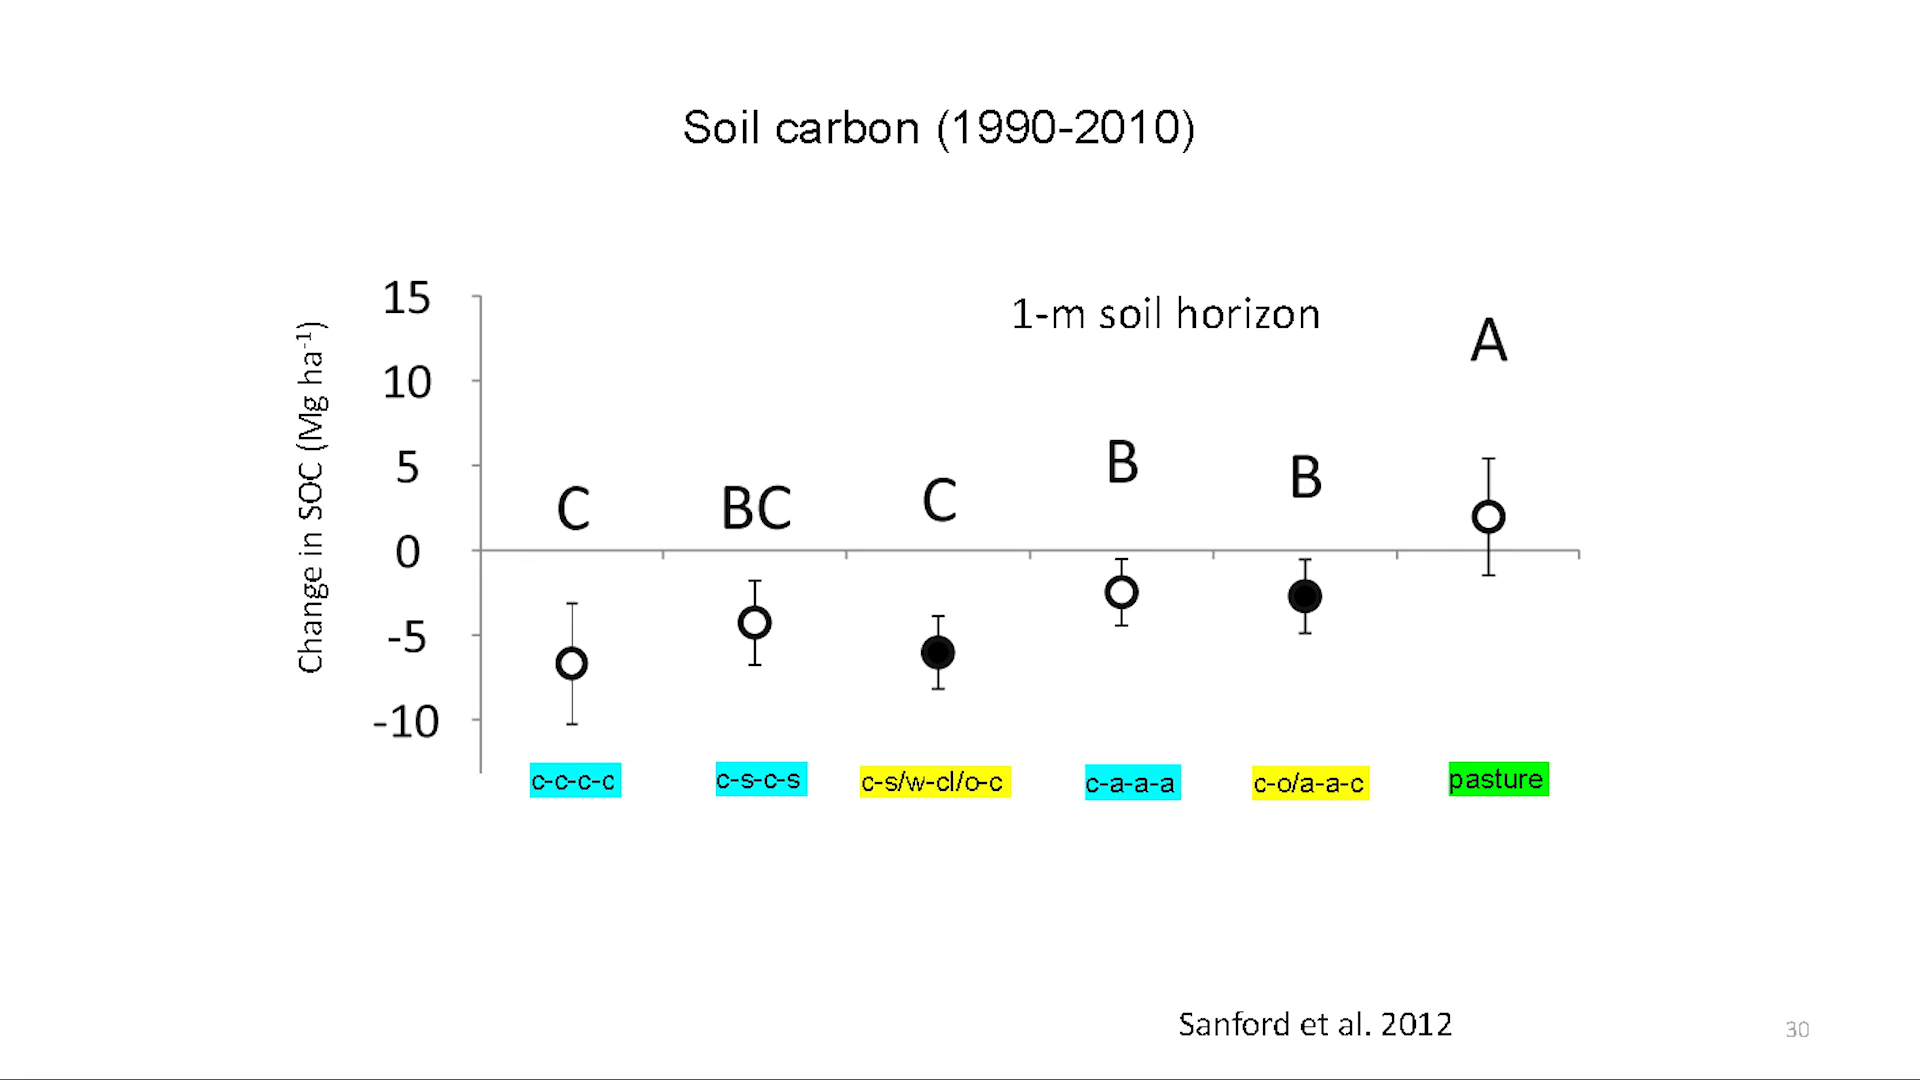 Soil carbon (1990-2010)
1-m soil horizon
Change in SOC (Mg ha-1)
15
10
5
0
-5
-10
C
BC
C
B
B
A
c-c-c-c
c-s-c-s
c-s/w-cl/o-c
c-a-a-a
c-o/a-a-c
pasture
Sanford et al. 2012
30